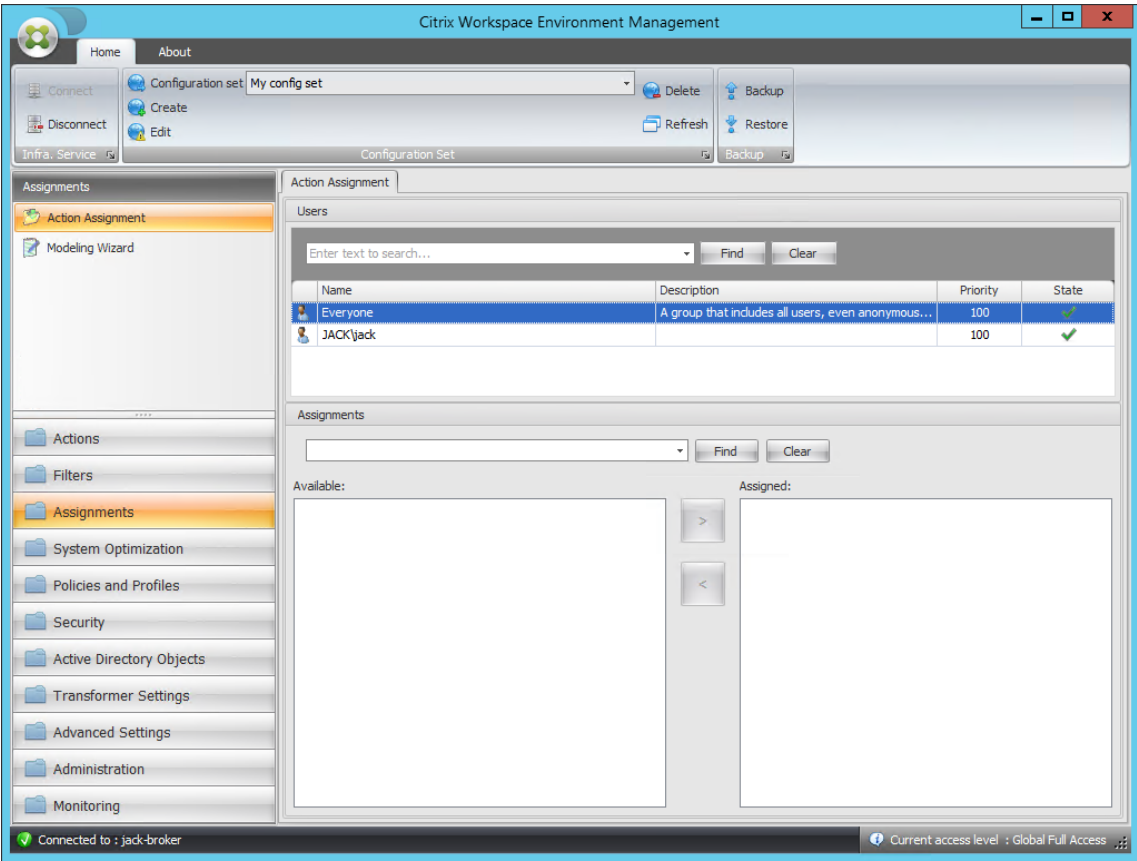 Citrix Workspace Environment Management
Home About
Connect
Disconnect
Infra. Service
Configuration set My config set
Create
Edit
Delete
Refresh
Configuration Set
Backup
Restore
Backup
Assignments
Action Assignment
Modeling Wizard
Actions
Filters
Assignments
System Optimization
Policies and Profiles
Security
Active Directory Objects
Transformer Settings
Advanced Settings
Administration
Monitoring
Action Assignment
Users
Enter text to search... Find Clear
Name Description Priority State
Everyone A group that includes all users, even anonymous... 100
JACK\jack 100
Assignments
Find Clear
Available: Assigned:
>
<
Connected to : jack-broker
Current access level : Global Full Access